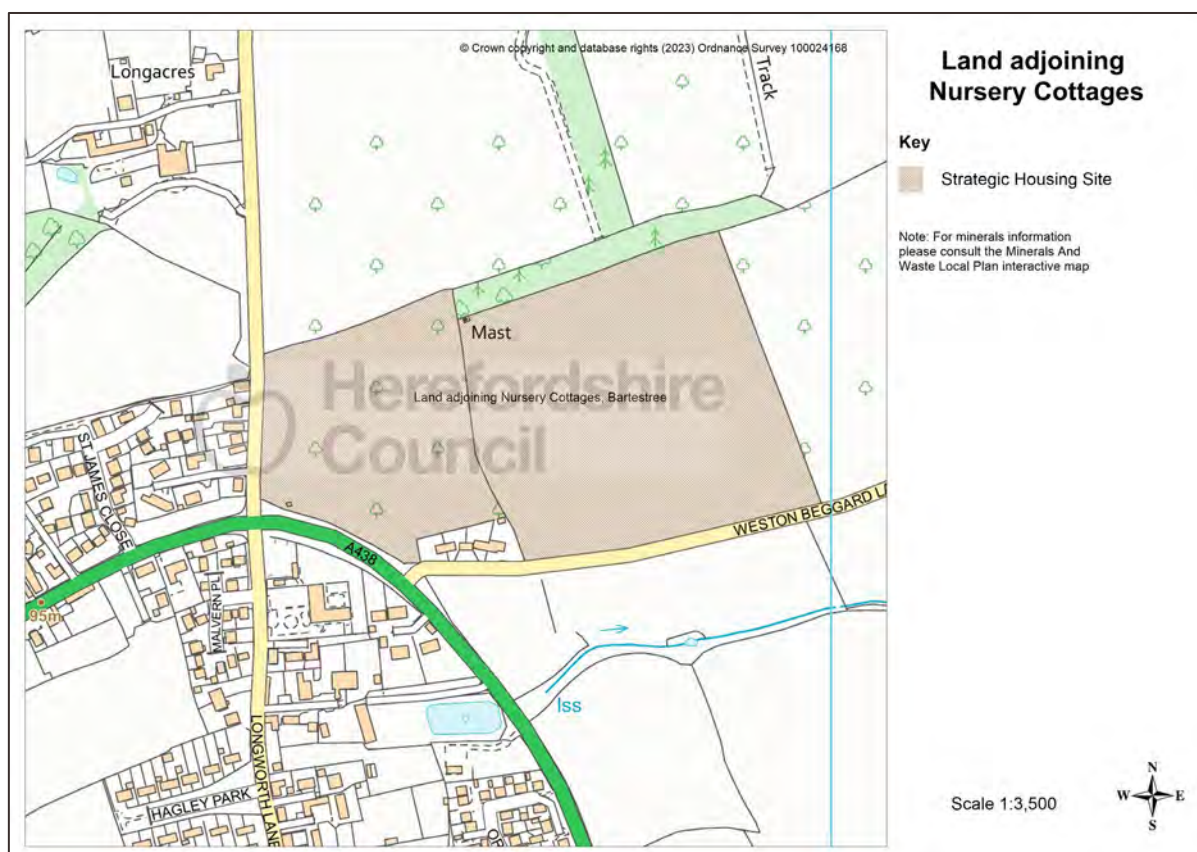 © Crown copyright and database rights (2023) Ordnance Survey 100024168
Land adjoining
Nursery Cottages
Key
Strategic Housing Site
Note: For minerals information
please consult the Minerals And
Waste Local Plan interactive map
Longacres
Track
Mast
Herefordshire
Council
Land adjoining Nursery Cottages, Bartestree
ST JAMES CLOSE
A438
WESTON BEGGARD
95m
MALVERN PL
Iss
LONGWORTH LANE
HAGLEY PARK
Scale 1:3,500
N
W E
S